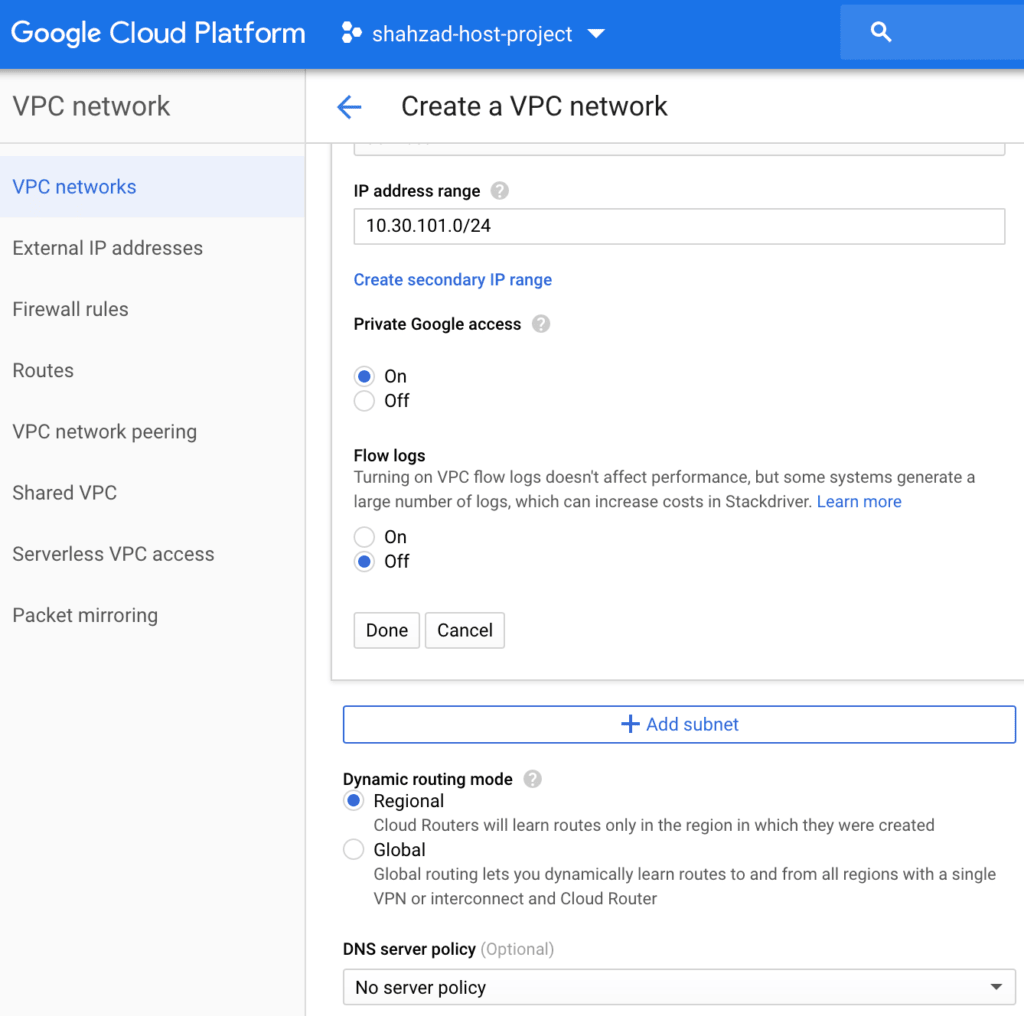 Google Cloud Platform
shahzad-host-project
VPC network
Create a VPC network
VPC networks
External IP addresses
Firewall rules
Routes
VPC network peering
Shared VPC
Serverless VPC access
Packet mirroring
IP address range
10.30.101.0/24
Create secondary IP range
Private Google access
On
Off
Flow logs
Turning on VPC flow logs doesn't affect performance, but some systems generate a
large number of logs, which can increase costs in Stackdriver. Learn more
On
Off
Done Cancel
Add subnet
Dynamic routing mode
Regional
Cloud Routers will learn routes only in the region in which they were created
Global
Global routing lets you dynamically learn routes to and from all regions with a single
VPN or interconnect and Cloud Router
DNS server policy (Optional)
No server policy